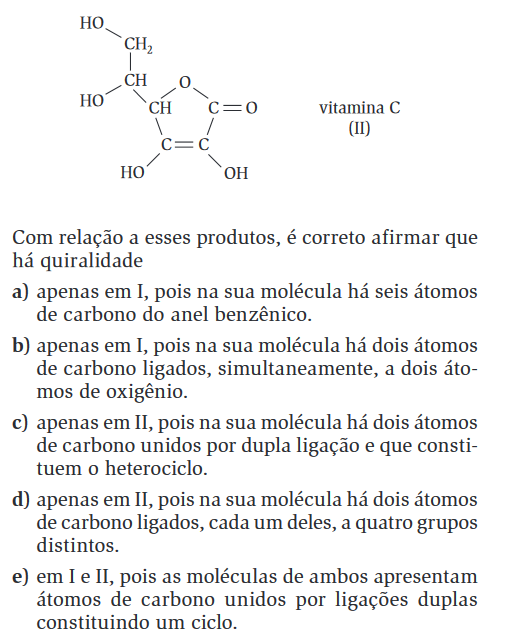 HO
CH₂
CH
O
HO
CH
C=O
vitamina C
(II)
C=C
HO
OH
Com relação a esses produtos, é correto afirmar que
há quiralidade
a) apenas em I, pois na sua molécula há seis átomos
de carbono do anel benzênico.
b) apenas em I, pois na sua molécula há dois átomos
de carbono ligados, simultaneamente, a dois áto-
mos de oxigênio.
c) apenas em II, pois na sua molécula há dois átomos
de carbono unidos por dupla ligação e que consti-
tuem o heterociclo.
d) apenas em II, pois na sua molécula há dois átomos
de carbono ligados, cada um deles, a quatro grupos
distintos.
e) em I e II, pois as moléculas de ambos apresentam
átomos de carbono unidos por ligações duplas
constituindo um ciclo.